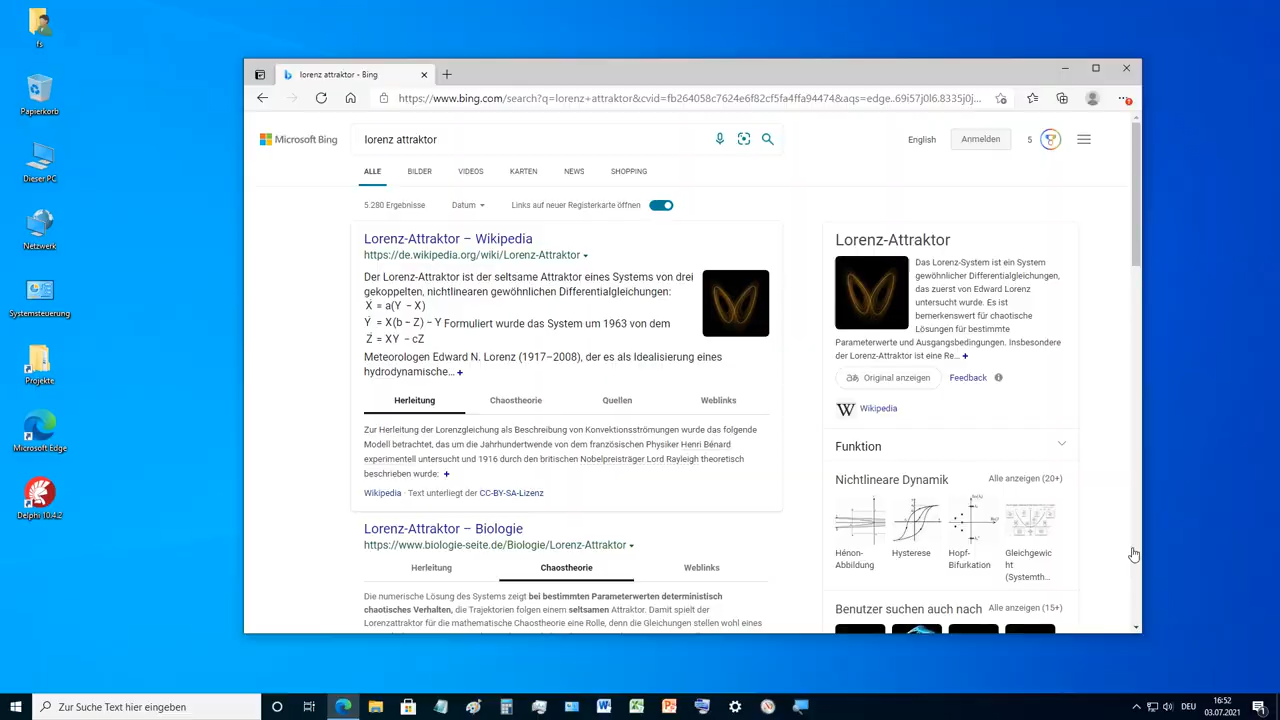 fs
Papierkorb
Dieser PC
Netzwerk
Systemsteuerung
Projekte
Microsoft Edge
Delphi 10.4.2
lorenz attraktor - Bing
https://www.bing.com/search?q=lorenz+attraktor&cvid=fb264058c7624e6f82cf5fa4ffa94474&aqs=edge..69i57j0l6.8335j0j...
Microsoft Bing
lorenz attraktor
English
Anmelden
5
ALLE
BILDER
VIDEOS
KARTEN
NEWS
SHOPPING
5.280 Ergebnisse
Datum
Links auf neuer Registerkarte öffnen
Lorenz-Attraktor – Wikipedia
https://de.wikipedia.org/wiki/Lorenz-Attraktor
Der Lorenz-Attraktor ist der seltsame Attraktor eines Systems von drei
gekoppelten, nichtlinearen gewöhnlichen Differentialgleichungen:
Ẋ = a(Y − X)
Ẏ = X(b − Z) − Y Formuliert wurde das System um 1963 von dem
Ż = XY − cZ
Meteorologen Edward N. Lorenz (1917–2008), der es als Idealisierung eines
hydrodynamische… +
Herleitung
Chaostheorie
Quellen
Weblinks
Zur Herleitung der Lorenzgleichung als Beschreibung von Konvektionsströmungen wurde das folgende
Modell betrachtet, das um die Jahrhundertwende von dem französischen Physiker Henri Bénard
experimentell untersucht und 1916 durch den britischen Nobelpreisträger Lord Rayleigh theoretisch
beschrieben wurde: +
Wikipedia · Text unterliegt der CC-BY-SA-Lizenz
Lorenz-Attraktor – Biologie
https://www.biologie-seite.de/Biologie/Lorenz-Attraktor
Herleitung
Chaostheorie
Weblinks
Die numerische Lösung des Systems zeigt bei bestimmten Parameterwerten deterministisch
chaotisches Verhalten, die Trajektorien folgen einem seltsamen Attraktor. Damit spielt der
Lorenzattraktor für die mathematische Chaostheorie eine Rolle, denn die Gleichungen stellen wohl eines
Lorenz-Attraktor
Das Lorenz-System ist ein System
gewöhnlicher Differentialgleichungen,
das zuerst von Edward Lorenz
untersucht wurde. Es ist
bemerkenswert für chaotische
Lösungen für bestimmte
Parameterwerte und Ausgangsbedingungen. Insbesondere
der Lorenz-Attraktor ist eine Re… +
Original anzeigen
Feedback
W Wikipedia
Funktion
Nichtlineare Dynamik
Alle anzeigen (20+)
Hénon-
Abbildung
Hysterese
Hopf-
Bifurkation
Gleichgewic
ht
(Systemth...
Benutzer suchen auch nach
Alle anzeigen (15+)
Zur Suche Text hier eingeben
16:52
03.07.2021